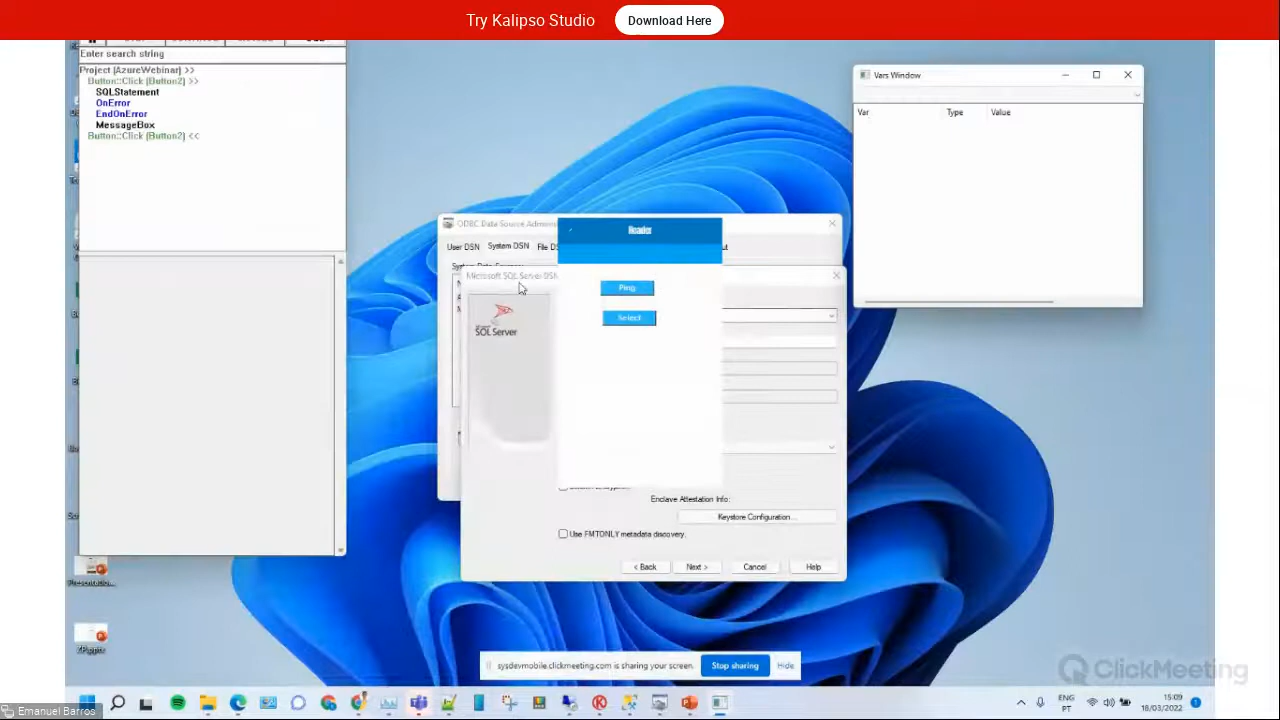 Try Kalipso Studio
Download Here
Enter search string
Project [AzureWebinar] >>
Button::Click (Button2) >>
SQLStatement
OnError
EndOnError
MessageBox
Button::Click (Button2) <<
Vars Window
Var Type Value
ODBC Data Source
User DSN System DSN File
Microsoft SQL Server DSN
SQL Server
Header
Ping
Select
Enclave Attestation Info:
Keystore Configuration...
Use FMTONLY metadata discovery.
< Back Next > Cancel Help
Presentatio...
sysdevmobile.clickmeeting.com is sharing your screen. Stop sharing Hide
ClickMeeting
ENG
PT
15:09
18/03/2022
Emanuel Barros